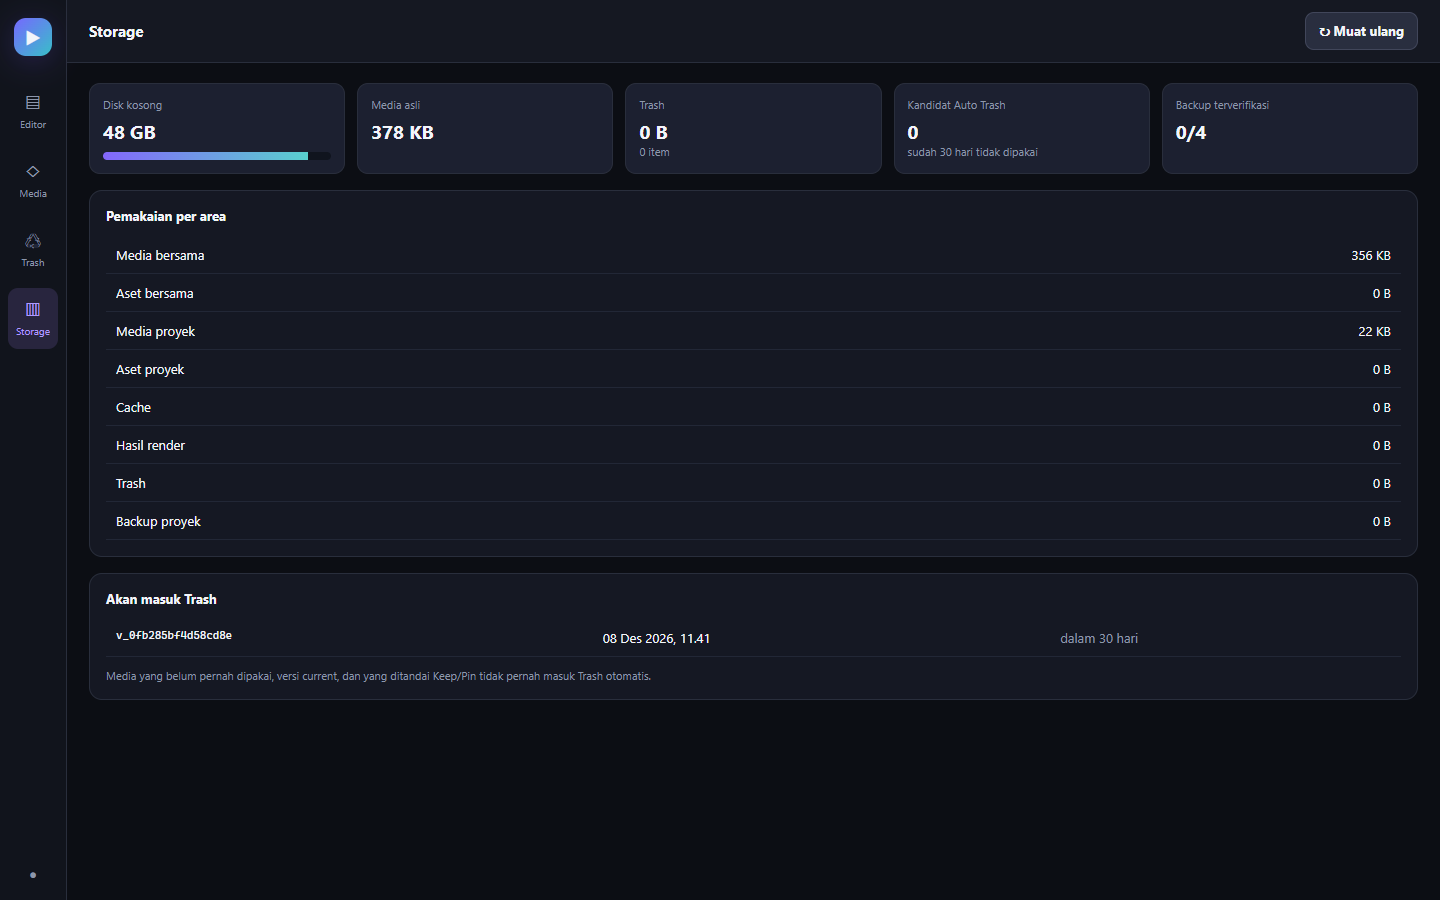 Storage
↻ Muat ulang
Editor
Media
Trash
Storage
Disk kosong
48 GB
Media asli
378 KB
Trash
0 B
0 item
Kandidat Auto Trash
0
sudah 30 hari tidak dipakai
Backup terverifikasi
0/4
Pemakaian per area
Media bersama 356 KB
Aset bersama 0 B
Media proyek 22 KB
Aset proyek 0 B
Cache 0 B
Hasil render 0 B
Trash 0 B
Backup proyek 0 B
Akan masuk Trash
v_0fb285bf4d58cd8e 08 Des 2026, 11.41 dalam 30 hari
Media yang belum pernah dipakai, versi current, dan yang ditandai Keep/Pin tidak pernah masuk Trash otomatis.